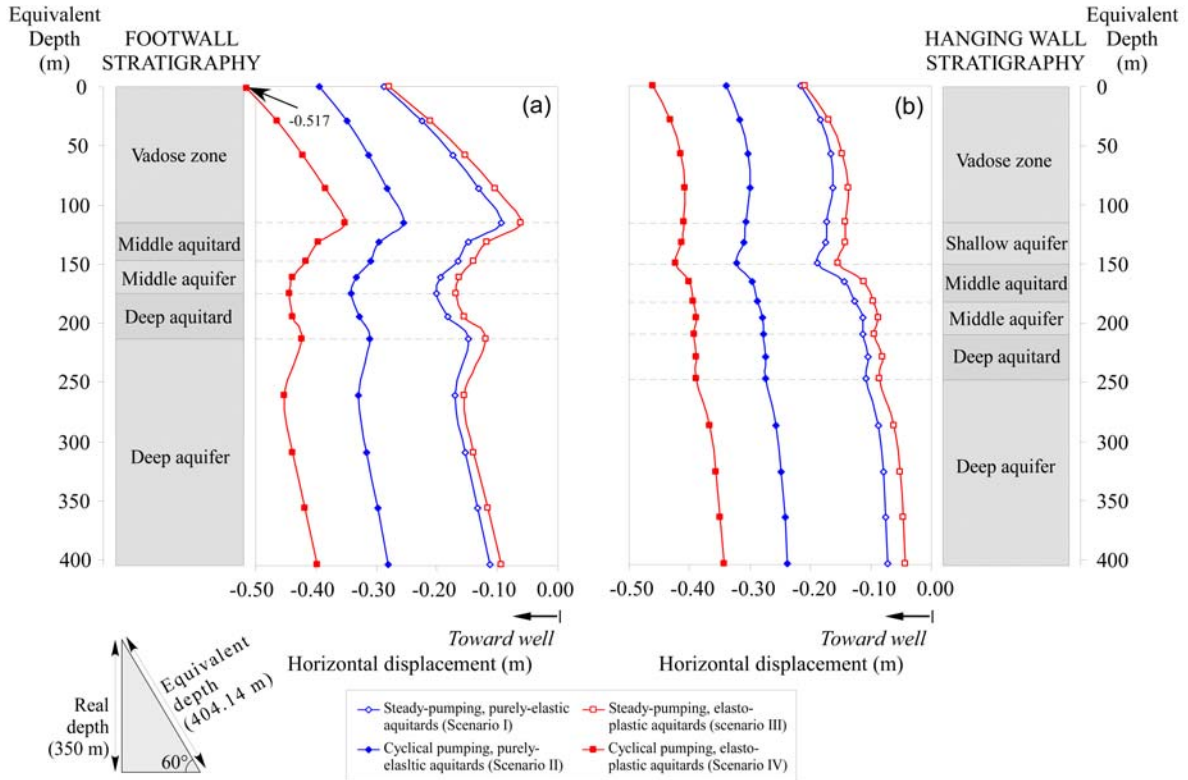 Equivalent
Depth
(m)
FOOTWALL
STRATIGRAPHY
0
50
100
150
200
250
300
350
400
Vadose zone
Middle aquitard
Middle aquifer
Deep aquitard
Deep aquifer
(a)
-0.517
-0.50 -0.40 -0.30 -0.20 -0.10 0.00
Toward well
Horizontal displacement (m)
(b)
-0.50 -0.40 -0.30 -0.20 -0.10 0.00
Toward well
Horizontal displacement (m)
HANGING WALL
STRATIGRAPHY
Vadose zone
Shallow aquifer
Middle aquitard
Middle aquifer
Deep aquitard
Deep aquifer
Equivalent
Depth
(m)
0
50
100
150
200
250
300
350
400
Real
depth
(350 m)
Equivalent
depth
(404.14 m)
60°
Steady-pumping, purely-elastic
aquitards (Scenario I)
Cyclical pumping, purely-
elasltic aquitards (Scenario II)
Steady-pumping, elasto-
plastic aquitards (scenario III)
Cyclical pumping, elasto-
plastic aquitards (Scenario IV)